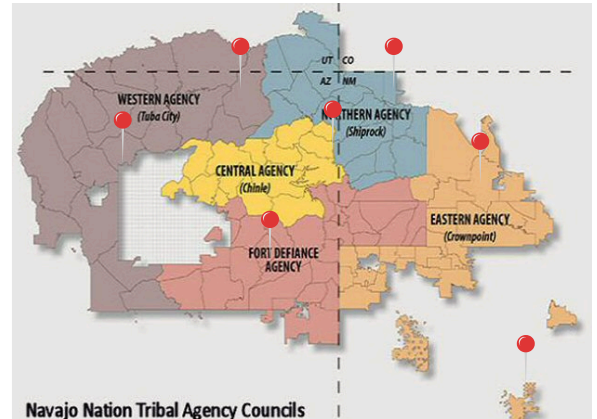 UT CO
AZ NM
WESTERN AGENCY
(Tuba City)
NORTHERN AGENCY
(Shiprock)
CENTRAL AGENCY
(Chinle)
EASTERN AGENCY
(Crownpoint)
FORT DEFIANCE
AGENCY
Navajo Nation Tribal Agency Councils